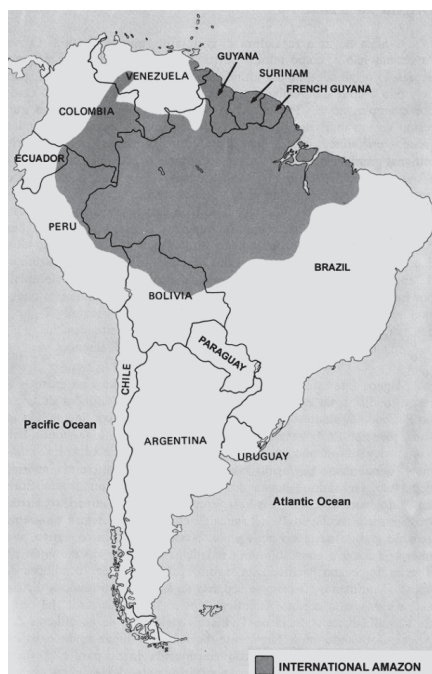 GUYANA
SURINAM
FRENCH GUYANA
VENEZUELA
COLOMBIA
ECUADOR
PERU
BRAZIL
BOLIVIA
PARAGUAY
CHILE
Pacific Ocean
ARGENTINA
URUGUAY
Atlantic Ocean
INTERNATIONAL AMAZON